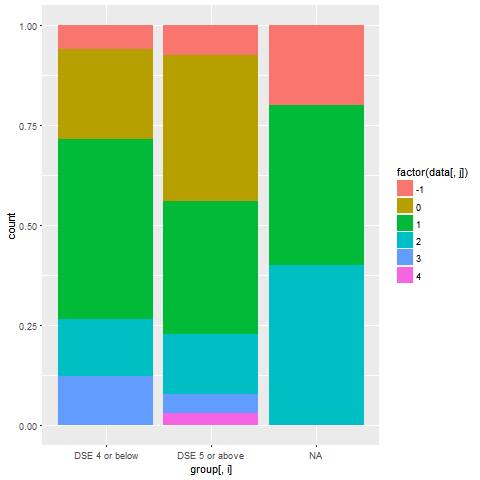 1.00
0.75
0.50
0.25
0.00
count
DSE 4 or below
DSE 5 or above
NA
group[, i]
factor(data[, j])
-1
0
1
2
3
4